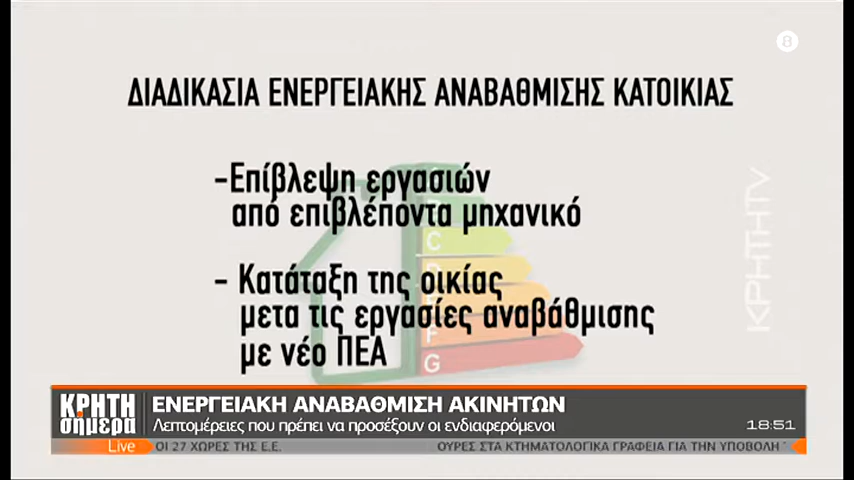 8
ΔΙΑΔΙΚΑΣΙΑ ΕΝΕΡΓΕΙΑΚΗΣ ΑΝΑΒΑΘΜΙΣΗΣ ΚΑΤΟΙΚΙΑΣ
-Επίβλεψη εργασιών
από επιβλέποντα μηχανικό
- Κατάταξη της οικίας
μετα τις εργασίες αναβάθμισης
με νέο ΠΕΑ
C
D
F
G
ΚΡΗΤΗTV
ΚΡΗΤΗ
σήμερα
Live
ΕΝΕΡΓΕΙΑΚΗ ΑΝΑΒΑΘΜΙΣΗ ΑΚΙΝΗΤΩΝ
Λεπτομέρειες που πρέπει να προσέξουν οι ενδιαφερόμενοι
18:51
ΟΙ 27 ΧΩΡΕΣ ΤΗΣ Ε.Ε.
ΟΥΡΕΣ ΣΤΑ ΚΤΗΜΑΤΟΛΟΓΙΚΑ ΓΡΑΦΕΙΑ ΓΙΑ ΤΗΝ ΥΠΟΒΟΛΗ